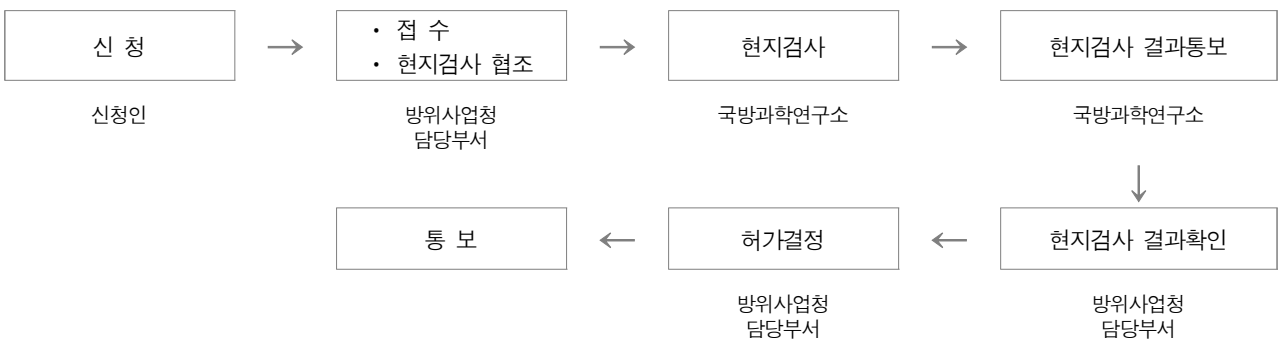 신 청
→
• 접 수
• 현지검사 협조
→
현지검사
→
현지검사 결과통보
신청인
방위사업청
담당부서
국방과학연구소
국방과학연구소
↓
통 보
←
허가결정
←
현지검사 결과확인
방위사업청
담당부서
방위사업청
담당부서